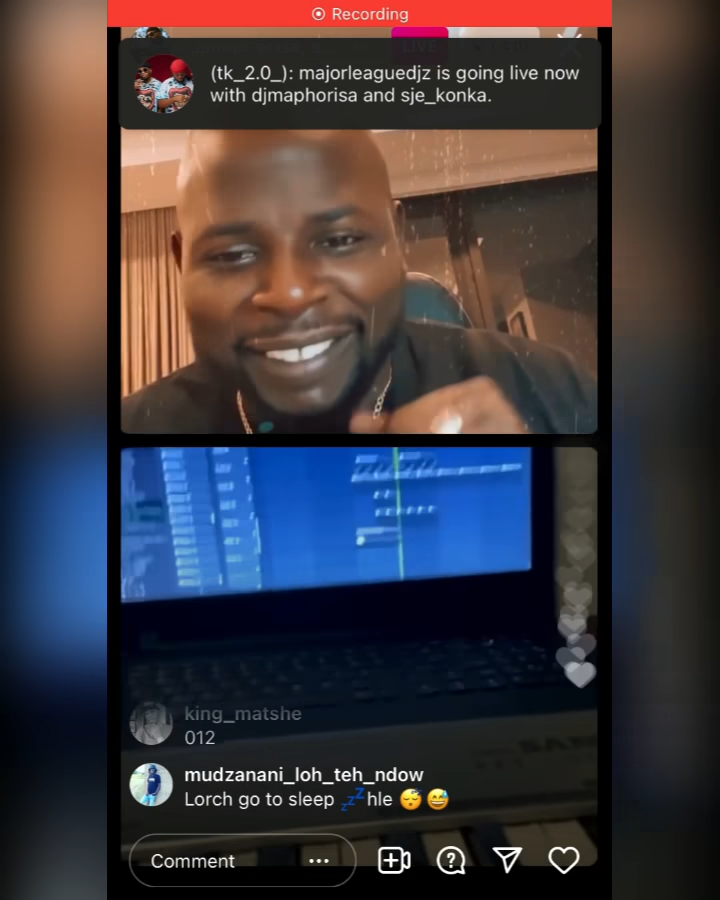 Recording
LIVE
(tk_2.0_): majorleaguedjz is going live now
with djmaphorisa and sje_konka.
king_matshe
012
mudzanani_loh_teh_ndow
Lorch go to sleep 💤hle 😴😅
Comment